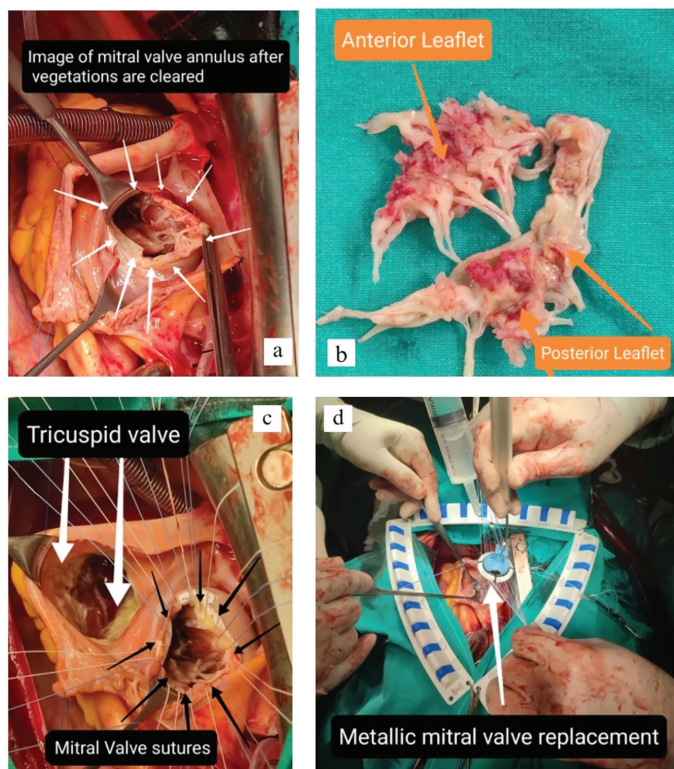 Image of mitral valve annulus after
vegetations are cleared
a
Anterior Leaflet
Posterior Leaflet
b
Tricuspid valve
c
Mitral Valve sutures
d
Metallic mitral valve replacement